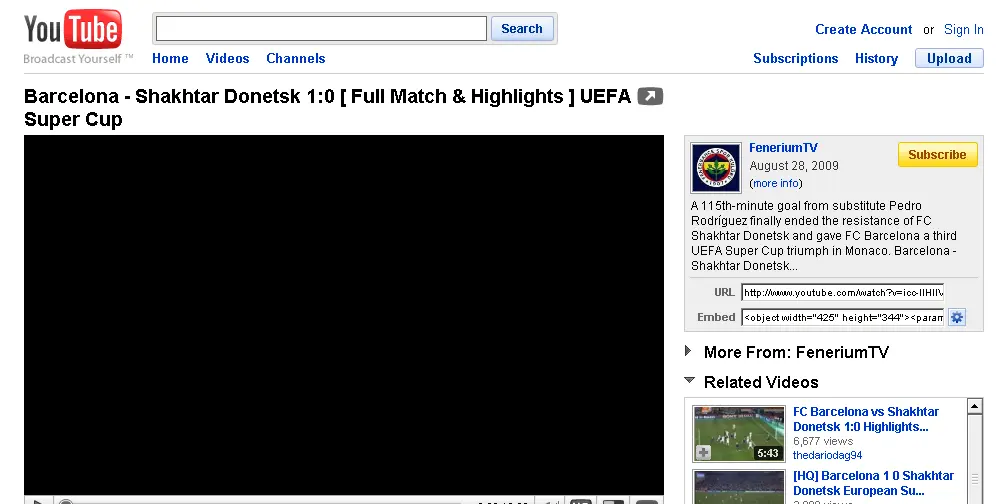 You Tube
Broadcast Yourself ™
Search
Create Account or Sign In
Home Videos Channels
Subscriptions History Upload
Barcelona - Shakhtar Donetsk 1:0 [ Full Match & Highlights ] UEFA
Super Cup
FeneriumTV
August 28, 2009
(more info)
Subscribe
A 115th-minute goal from substitute Pedro
Rodríguez finally ended the resistance of FC
Shakhtar Donetsk and gave FC Barcelona a third
UEFA Super Cup triumph in Monaco. Barcelona -
Shakhtar Donetsk...
URL http://www.youtube.com/watch?v=icc-IIHIIV
Embed <object width="425" height="344"><param
More From: FeneriumTV
Related Videos
FC Barcelona vs Shakhtar
Donetsk 1:0 Highlights...
6,677 views
thedariodag94
5:43
[HQ] Barcelona 1 0 Shakhtar
Donetsk European Su...